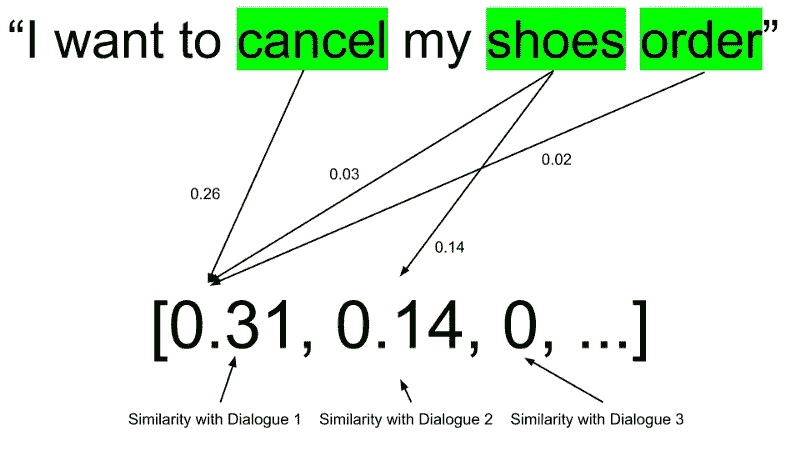 “I want to cancel my shoes order”
0.02
0.03
0.26
0.14
[0.31, 0.14, 0, ...]
Similarity with Dialogue 1 Similarity with Dialogue 2 Similarity with Dialogue 3